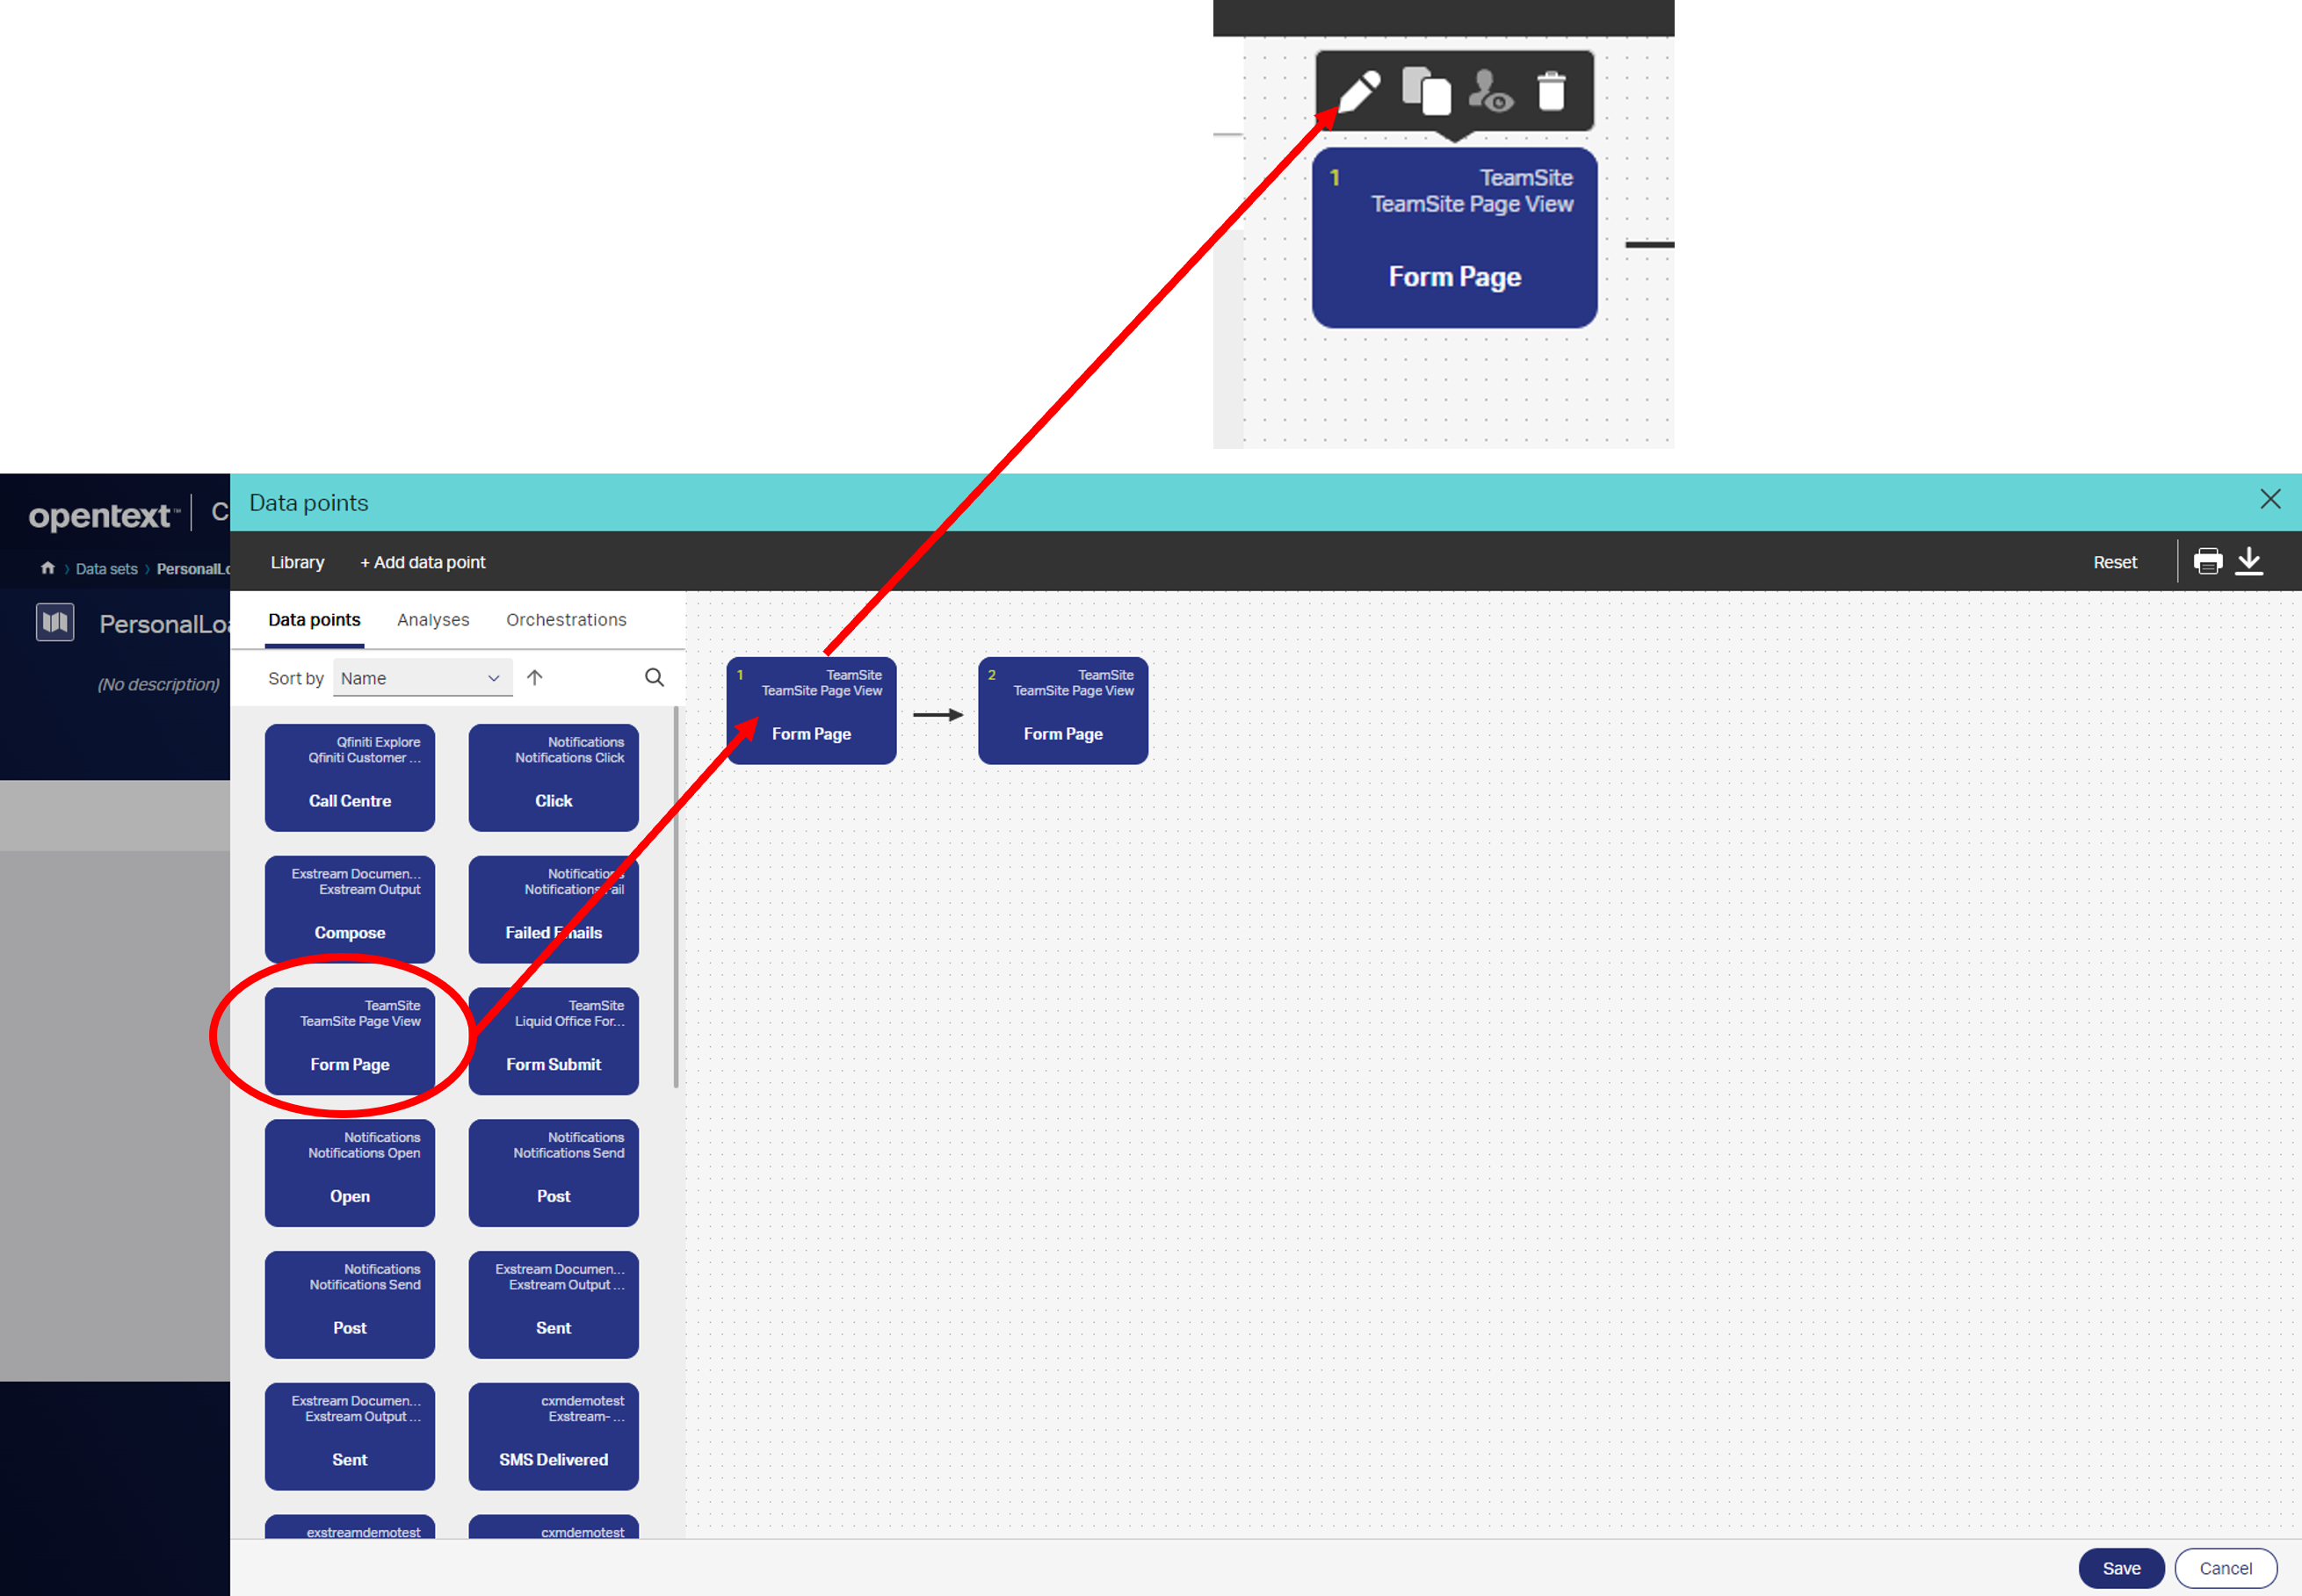 1
TeamSite
TeamSite Page View
Form Page
opentext™ | C
Data points
Library
+ Add data point
Reset
Data sets
PersonalLo
PersonalLoa
(No description)
Data points
Analyses
Orchestrations
Sort by
Name
1
TeamSite
TeamSite Page View
Form Page
2
TeamSite
TeamSite Page View
Form Page
Qfiniti Explore
Qfiniti Customer ...
Call Centre
Notifications
Notifications Click
Click
Exstream Documen...
Exstream Output
Compose
Notifications
Notifications Fail
Failed Emails
TeamSite
TeamSite Page View
Form Page
TeamSite
Liquid Office For...
Form Submit
Notifications
Notifications Open
Open
Notifications
Notifications Send
Post
Notifications
Notifications Send
Post
Exstream Documen...
Exstream Output ...
Sent
Exstream Documen...
Exstream Output ...
Sent
cxmdemotest
Exstream- ...
SMS Delivered
exstreamdemotest
cxmdemotest
Save
Cancel